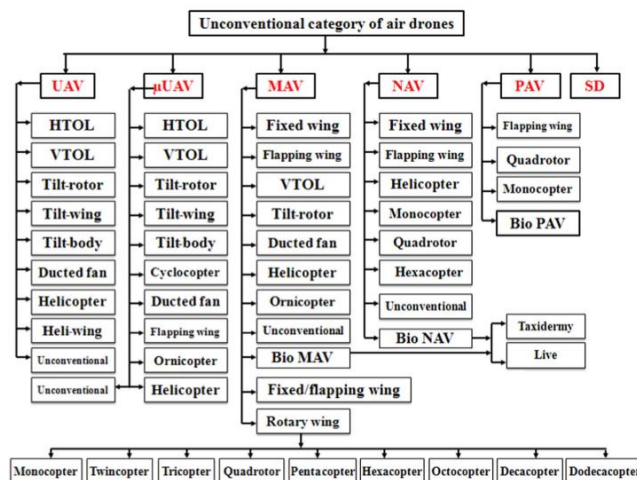 Unconventional category of air drones
UAV
μUAV
MAV
NAV
PAV
SD
HTOL
VTOL
Tilt-rotor
Tilt-wing
Tilt-body
Ducted fan
Helicopter
Heli-wing
Unconventional
HTOL
VTOL
Tilt-rotor
Tilt-wing
Tilt-body
Cyclocopter
Ducted fan
Flapping wing
Ornicopter
Helicopter
Unconventional
Fixed wing
Flapping wing
VTOL
Tilt-rotor
Ducted fan
Helicopter
Ornicopter
Unconventional
Bio MAV
Fixed/flapping wing
Rotary wing
Fixed wing
Flapping wing
Helicopter
Monocopter
Quadrotor
Hexacopter
Unconventional
Bio NAV
Taxidermy
Live
Flapping wing
Quadrotor
Monocopter
Bio PAV
Monocopter
Twincopter
Tricopter
Quadrotor
Pentacopter
Hexacopter
Octocopter
Decacopter
Dodecacopter